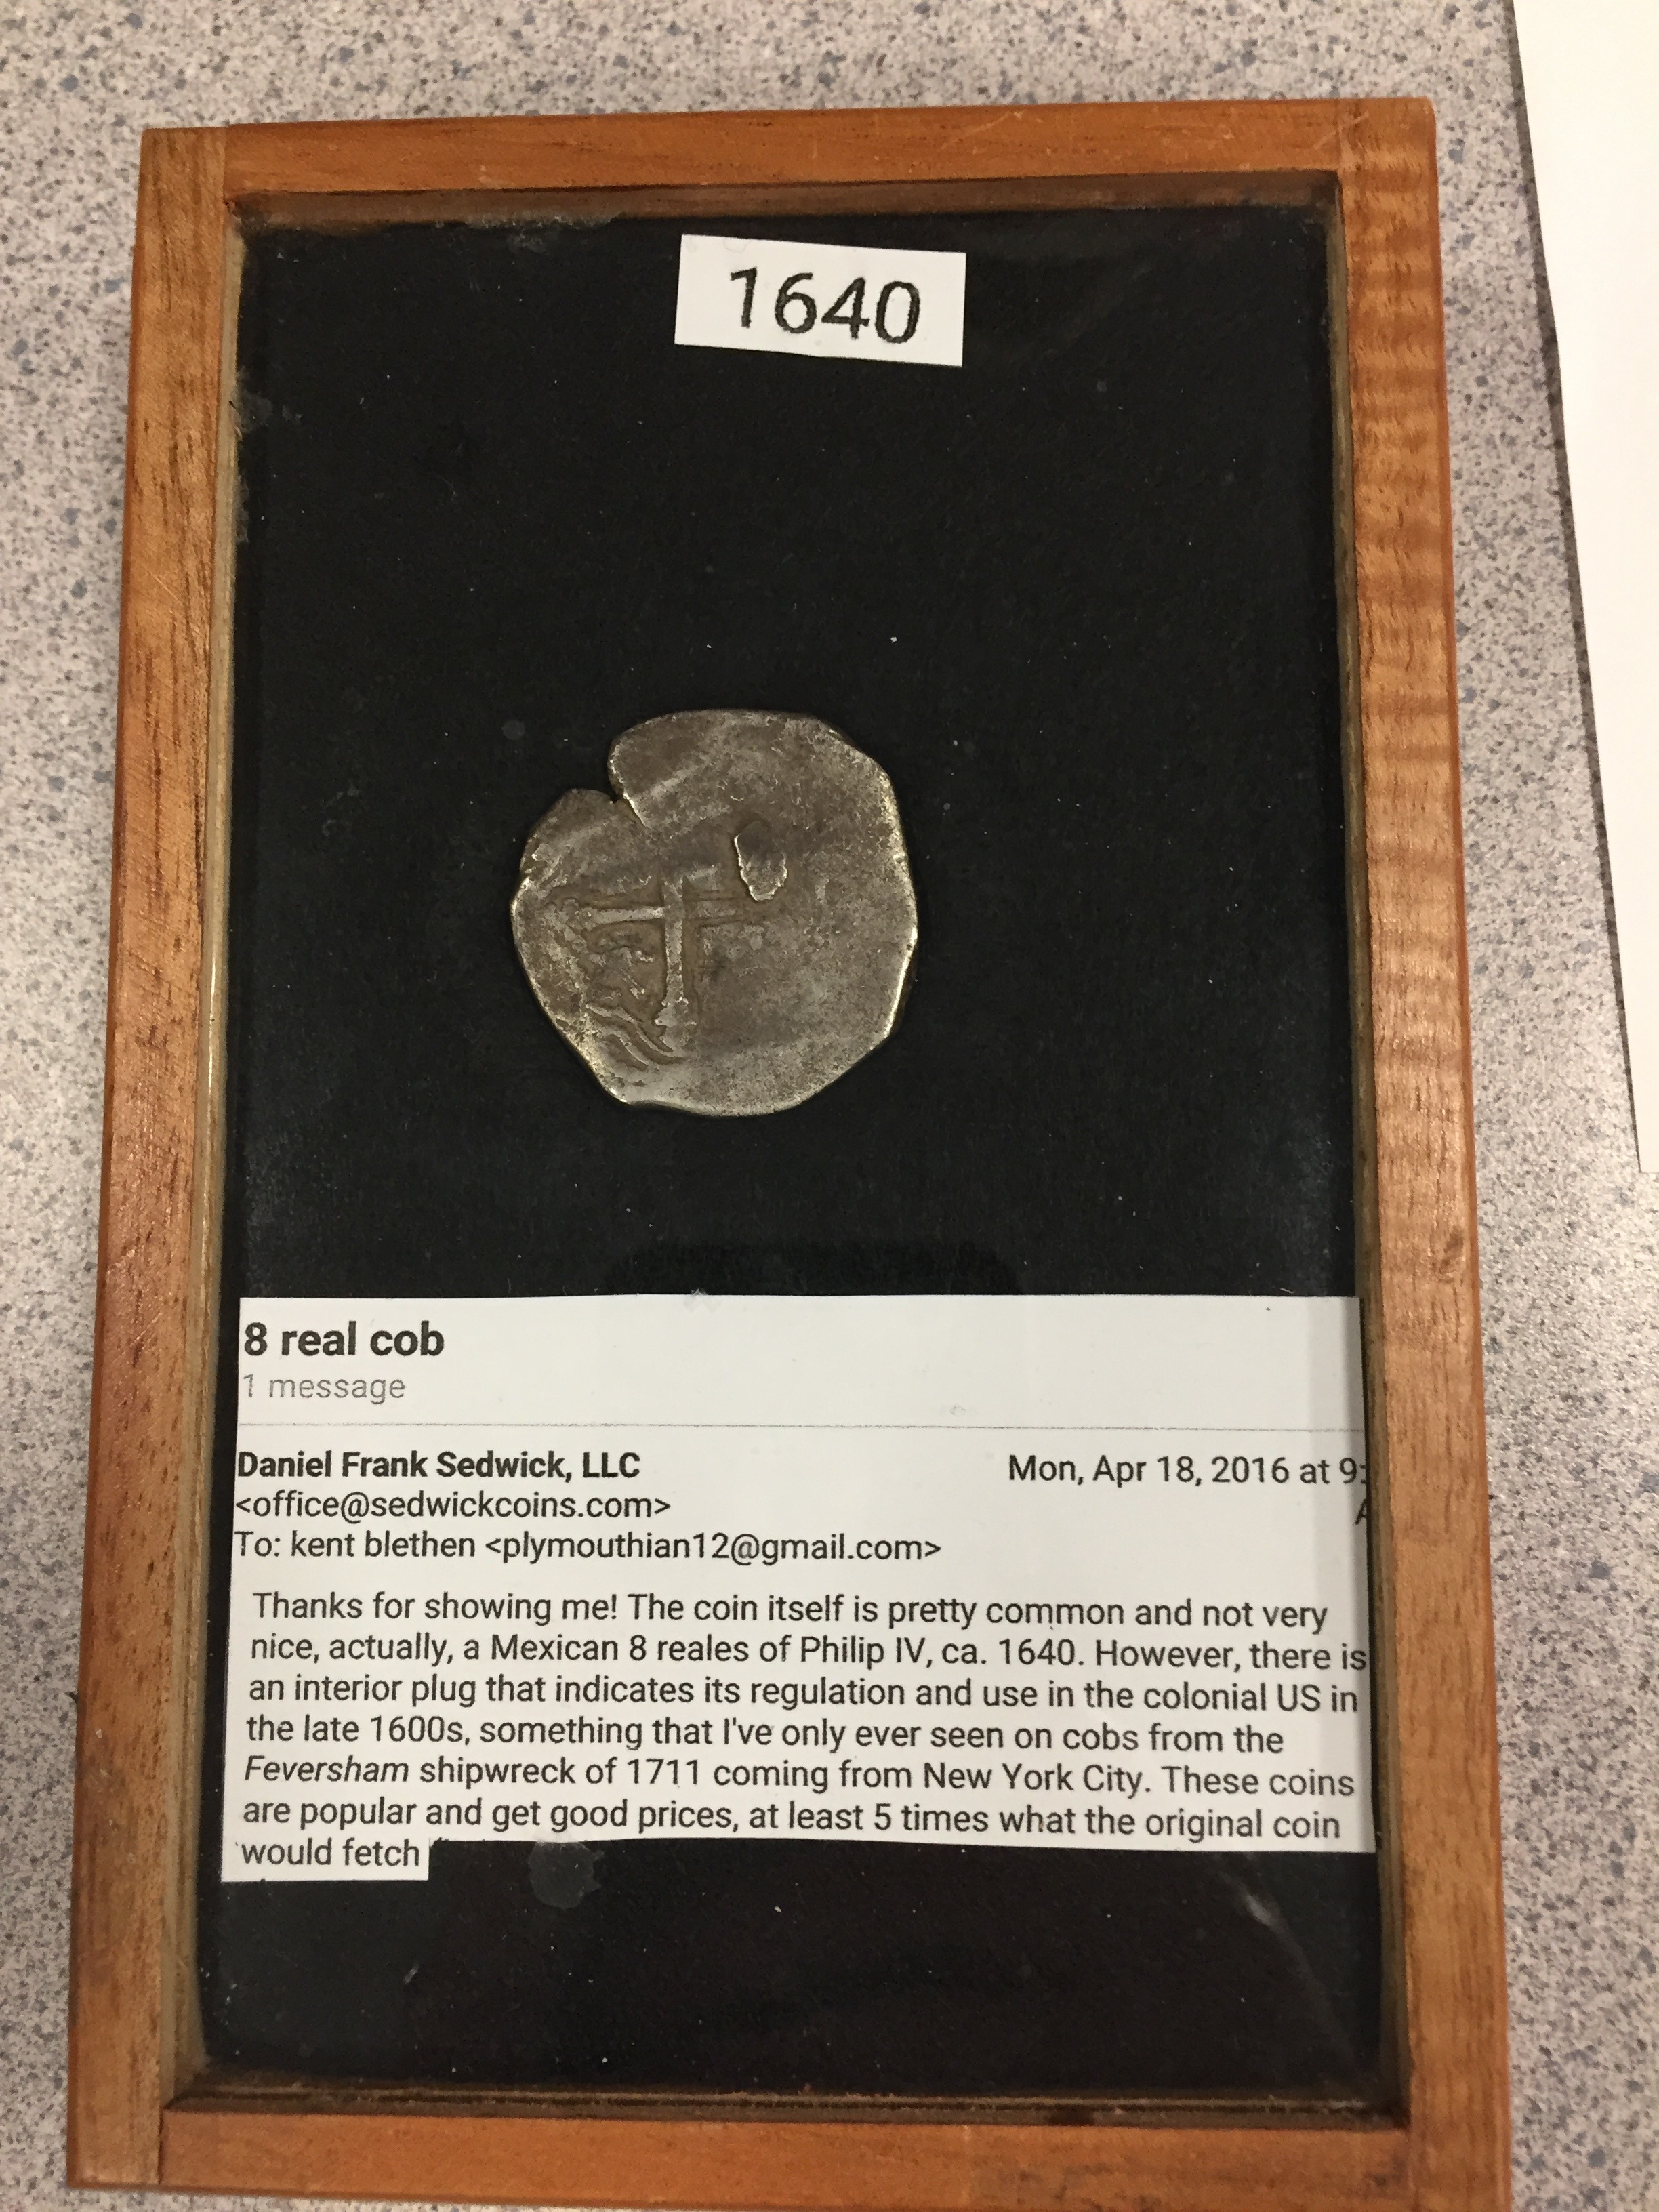 1640
8 real cob
1 message
Daniel Frank Sedwick, LLC Mon, Apr 18, 2016 at 9:
<office@sedwickcoins.com> A
To: kent blethen <plymouthian12@gmail.com>
Thanks for showing me! The coin itself is pretty common and not very
nice, actually, a Mexican 8 reales of Philip IV, ca. 1640. However, there is
an interior plug that indicates its regulation and use in the colonial US in
the late 1600s, something that I've only ever seen on cobs from the
Feversham shipwreck of 1711 coming from New York City. These coins
are popular and get good prices, at least 5 times what the original coin
would fetch